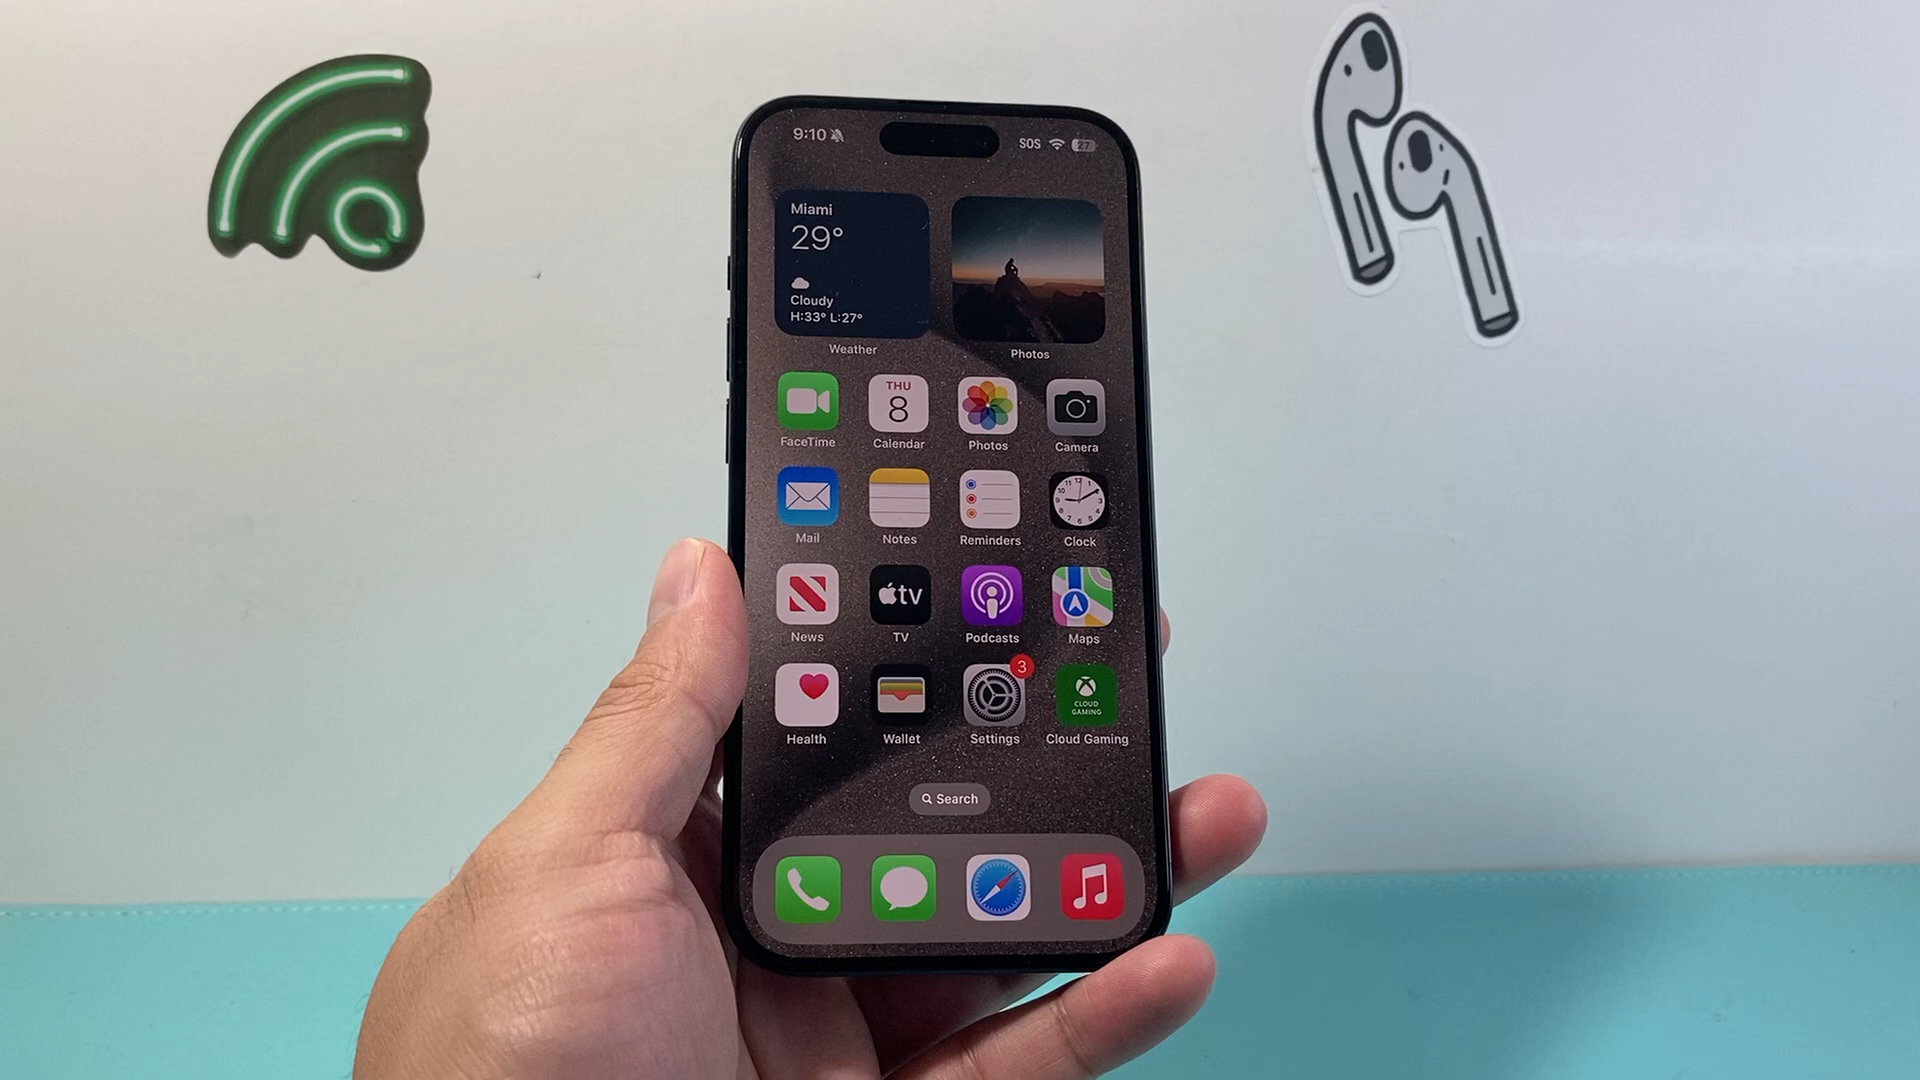 9:10
SOS
27
Miami
29°
Cloudy
H:33° L:27°
Weather
Photos
THU
8
FaceTime
Calendar
Photos
Camera
Mail
Notes
Reminders
Clock
tv
News
TV
Podcasts
Maps
3
CLOUD
GAMING
Health
Wallet
Settings
Cloud Gaming
Search